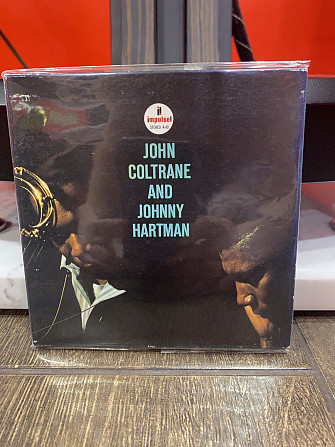 impulse!
STEREO A-40
JOHN
COLTRANE
AND
JOHNNY
HARTMAN